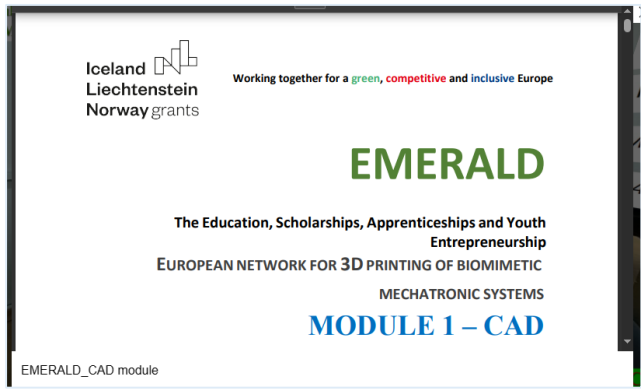 Iceland
Liechtenstein
Norway grants
Working together for a green, competitive and inclusive Europe
EMERALD
The Education, Scholarships, Apprenticeships and Youth
Entrepreneurship
EUROPEAN NETWORK FOR 3D PRINTING OF BIOMIMETIC
MECHATRONIC SYSTEMS
MODULE 1 – CAD
EMERALD_CAD module